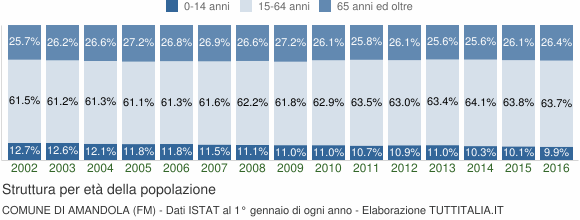 0-14 anni 15-64 anni 65 anni ed oltre
25.7% 26.2% 26.6% 27.2% 26.8% 26.9% 26.6% 27.2% 26.1% 25.8% 26.1% 25.6% 25.6% 26.1% 26.4%
61.5% 61.2% 61.3% 61.1% 61.3% 61.6% 62.2% 61.8% 62.9% 63.5% 63.0% 63.4% 64.1% 63.8% 63.7%
12.7% 12.6% 12.1% 11.8% 11.8% 11.5% 11.1% 11.0% 11.0% 10.7% 10.9% 11.0% 10.3% 10.1% 9.9%
2002 2003 2004 2005 2006 2007 2008 2009 2010 2011 2012 2013 2014 2015 2016
Struttura per età della popolazione
COMUNE DI AMANDOLA (FM) - Dati ISTAT al 1° gennaio di ogni anno - Elaborazione TUTTITALIA.IT